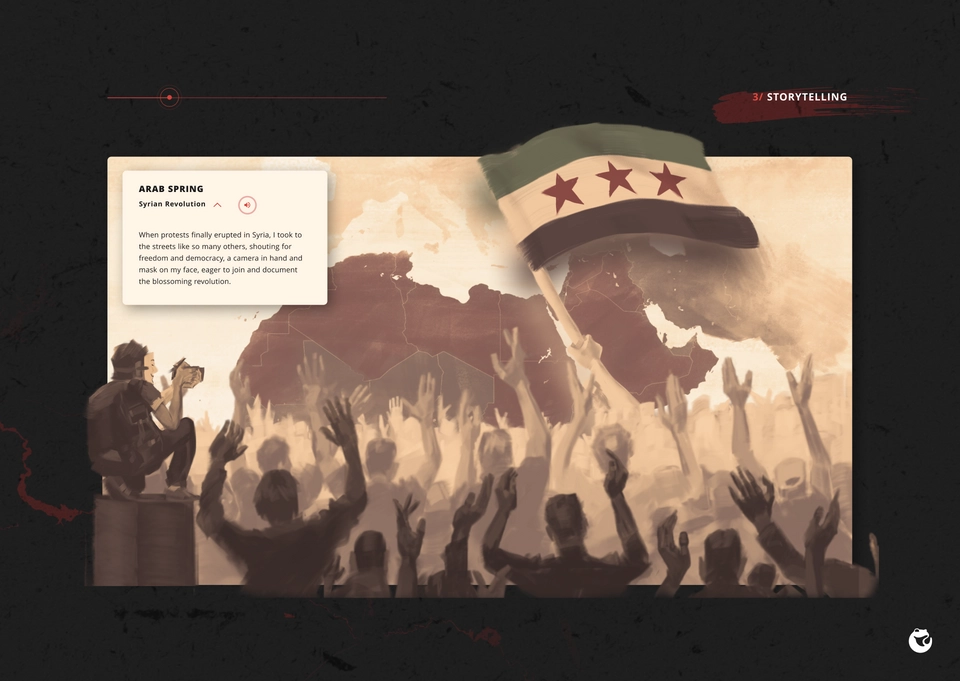 3/ STORYTELLING
ARAB SPRING
Syrian Revolution
When protests finally erupted in Syria, I took to
the streets like so many others, shouting for
freedom and democracy, a camera in hand and
mask on my face, eager to join and document
the blossoming revolution.